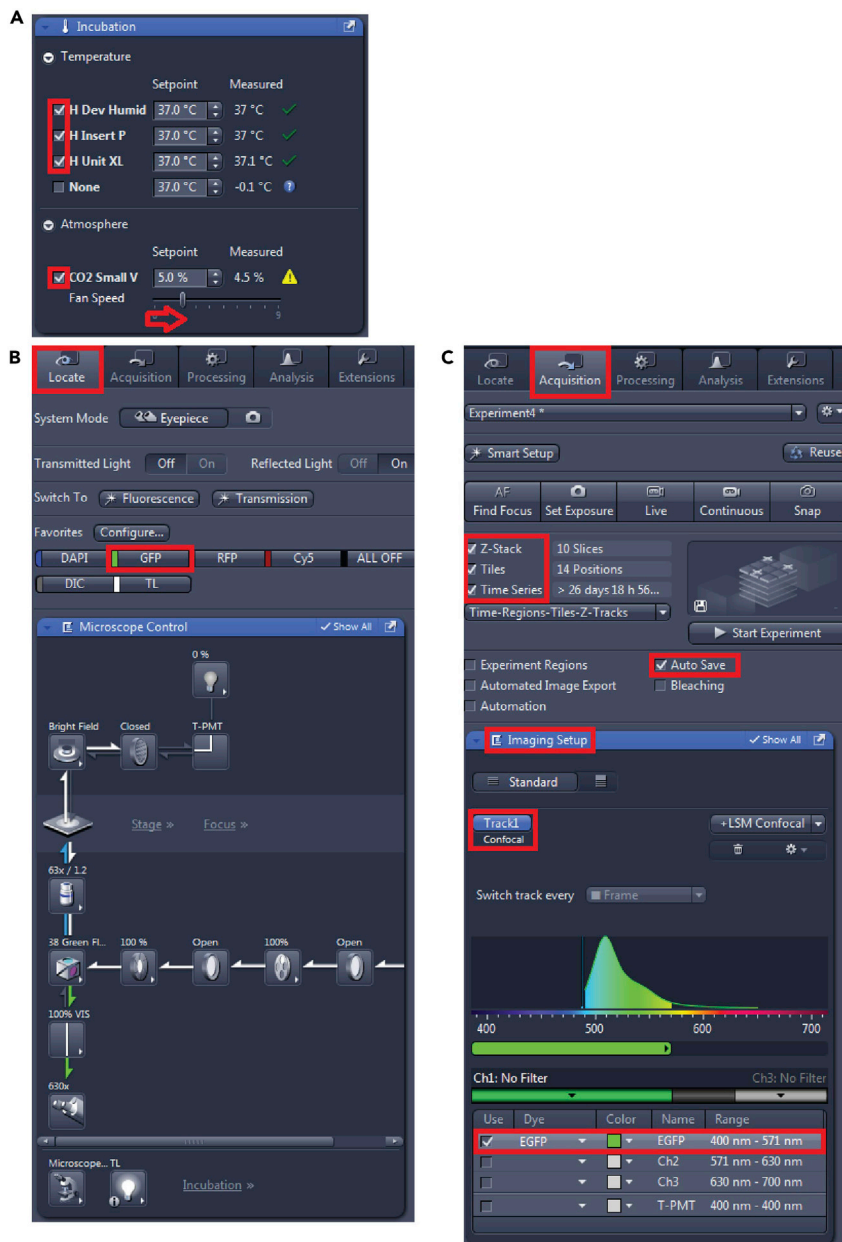 A
Incubation
Temperature
Setpoint Measured
H Dev Humid 37.0 °C 37 °C
H Insert P 37.0 °C 37 °C
H Unit XL 37.0 °C 37.1 °C
None 37.0 °C -0.1 °C ?
Atmosphere
Setpoint Measured
CO2 Small V 5.0 % 4.5 %
Fan Speed
9
B
Locate Acquisition Processing Analysis Extensions
System Mode Eyepiece
Transmitted Light Off On Reflected Light Off On
Switch To Fluorescence Transmission
Favorites Configure...
DAPI GFP RFP Cy5 ALL OFF
DIC TL
Microscope Control Show All
0 %
Bright Field Closed T-PMT
Stage » Focus »
63x / 1.2
38 Green Fl... 100 % Open 100% Open
100% VIS
630x
Microscope... TL
Incubation »
C
Locate Acquisition Processing Analysis Extensions
Experiment4 *
Smart Setup Reuse
AF
Find Focus Set Exposure Live Continuous Snap
Z-Stack 10 Slices
Tiles 14 Positions
Time Series > 26 days 18 h 56...
Time-Regions-Tiles-Z-Tracks
Start Experiment
Experiment Regions Auto Save
Automated Image Export Bleaching
Automation
Imaging Setup Show All
Standard
Track1 +LSM Confocal
Confocal
Switch track every Frame
400 500 600 700
Ch1: No Filter Ch3: No Filter
Use Dye Color Name Range
EGFP EGFP 400 nm - 571 nm
Ch2 571 nm - 630 nm
Ch3 630 nm - 700 nm
T-PMT 400 nm - 400 nm